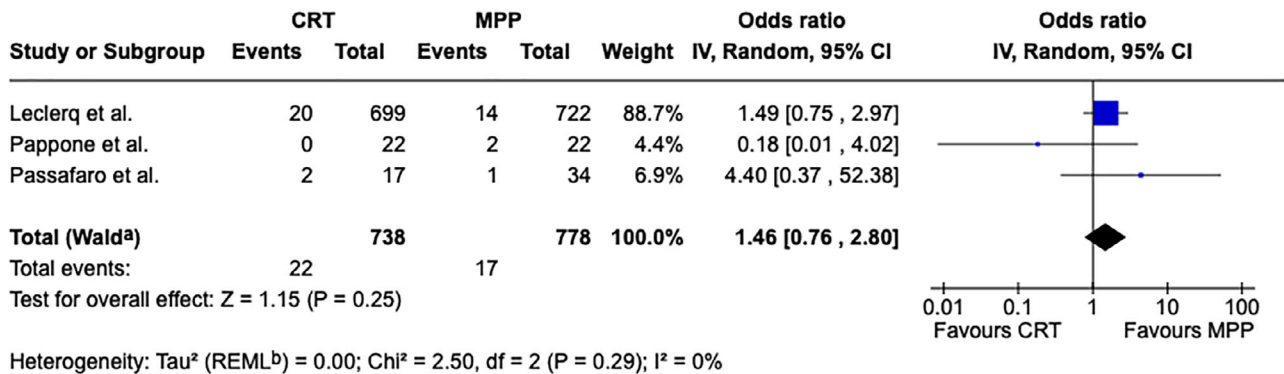 CRT MPP Odds ratio Odds ratio
Study or Subgroup Events Total Events Total Weight IV, Random, 95% CI IV, Random, 95% CI
Leclerq et al. 20 699 14 722 88.7% 1.49 [0.75 , 2.97]
Pappone et al. 0 22 2 22 4.4% 0.18 [0.01 , 4.02]
Passafaro et al. 2 17 1 34 6.9% 4.40 [0.37 , 52.38]
Total (Waldᵃ) 738 778 100.0% 1.46 [0.76 , 2.80]
Total events: 22 17
Test for overall effect: Z = 1.15 (P = 0.25)
0.01 0.1 1 10 100
Favours CRT Favours MPP
Heterogeneity: Tau² (REMLᵇ) = 0.00; Chi² = 2.50, df = 2 (P = 0.29); I² = 0%